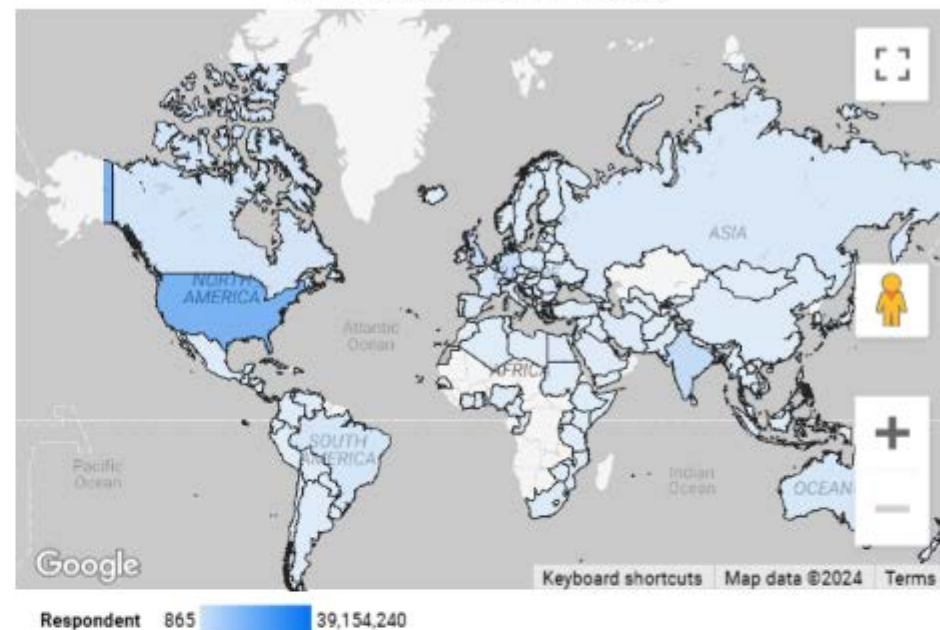 NORTH
AMERICA
ASIA
Atlantic
Ocean
AFRICA
SOUTH
AMERICA
Pacific
Ocean
Indian
Ocean
OCEAN
Google
Keyboard shortcuts Map data ©2024 Terms
Respondent 865 39,154,240